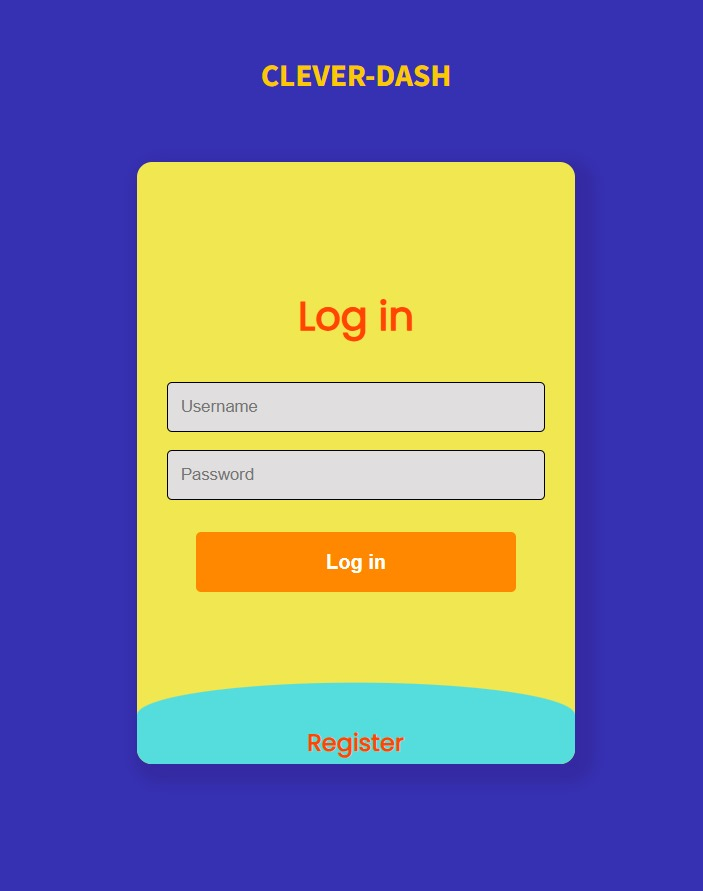 CLEVER-DASH
Log in
Username
Password
Log in
Register